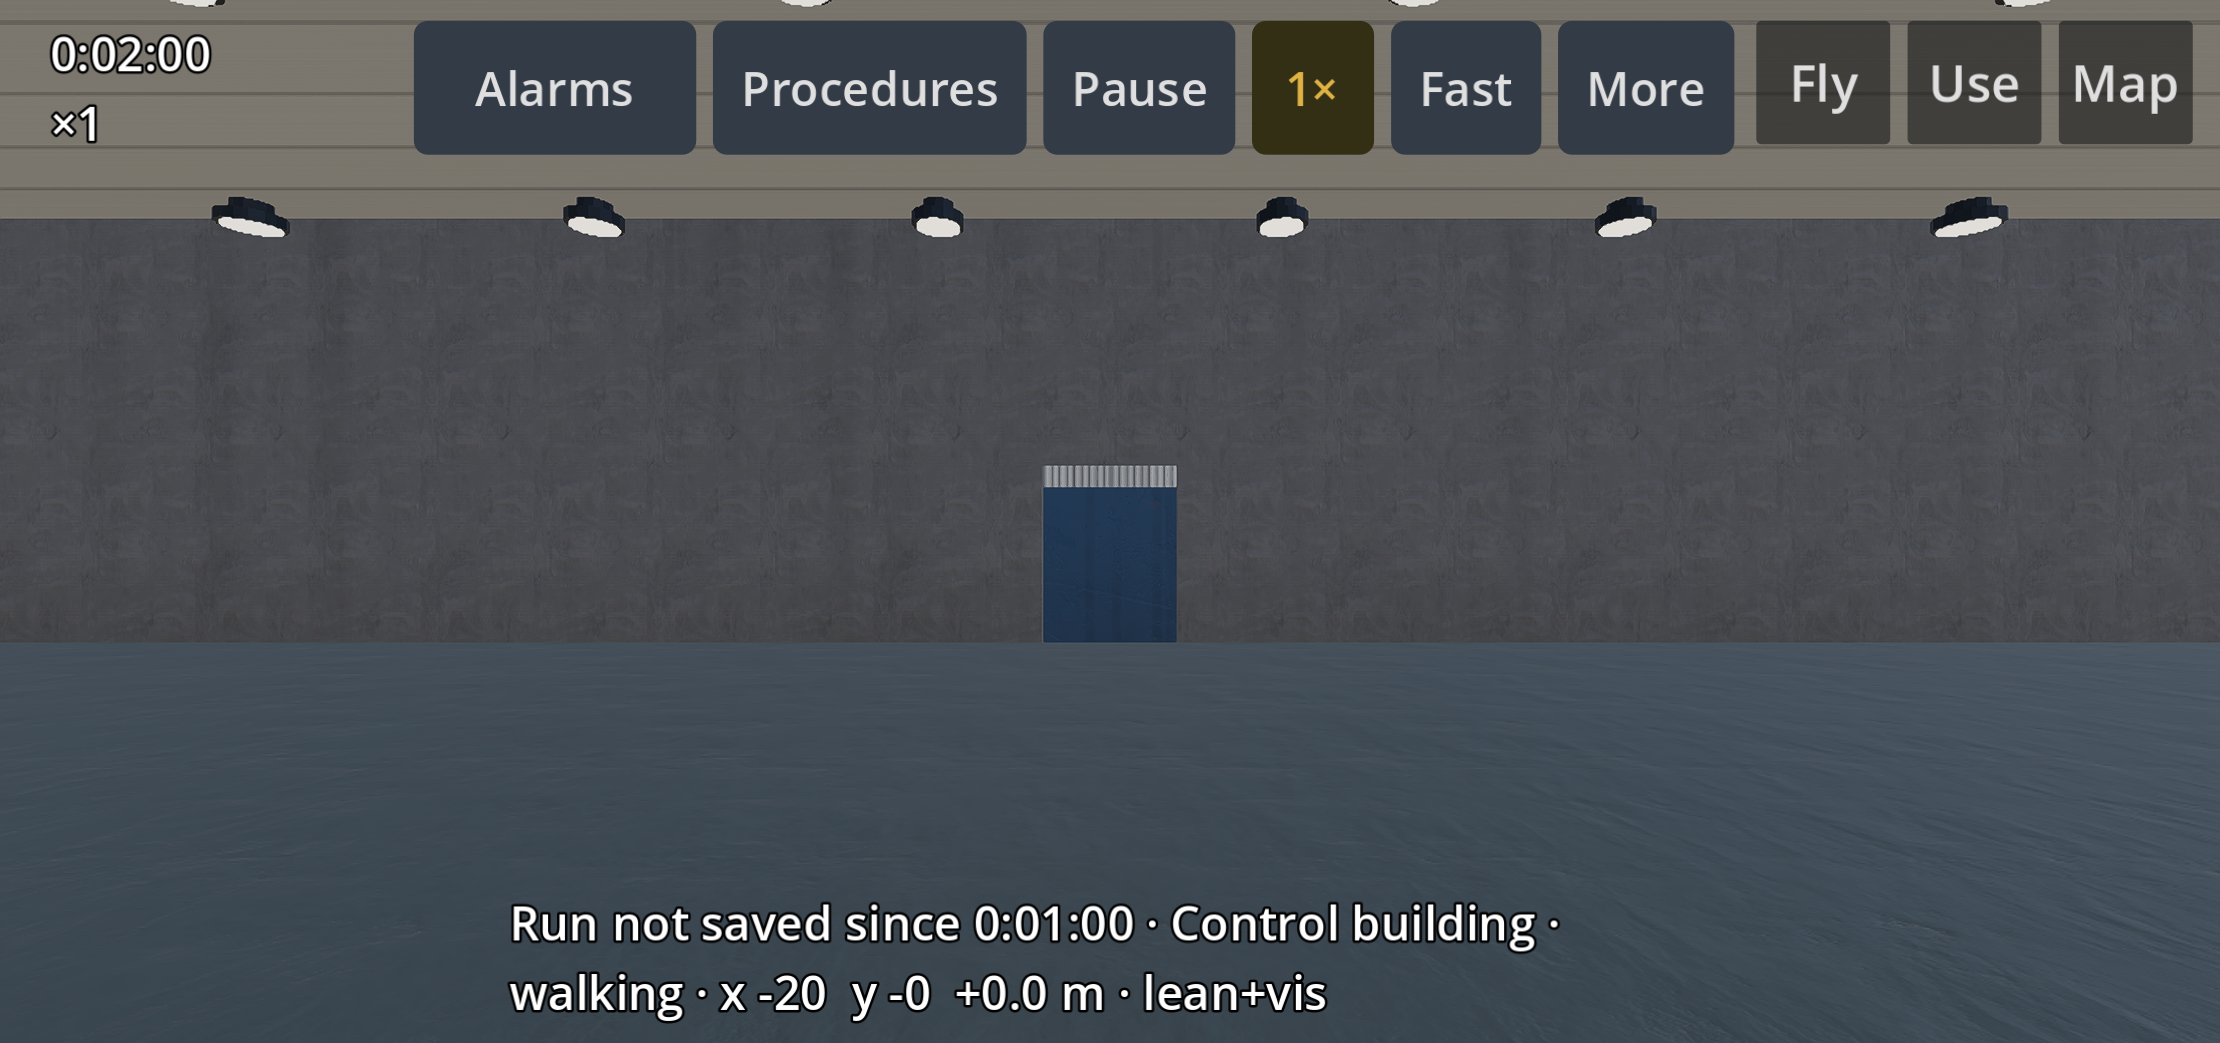 0:02:00
×1
Alarms
Procedures
Pause
1×
Fast
More
Fly
Use
Map
Run not saved since 0:01:00 · Control building ·
walking · x -20  y -0  +0.0 m · lean+vis